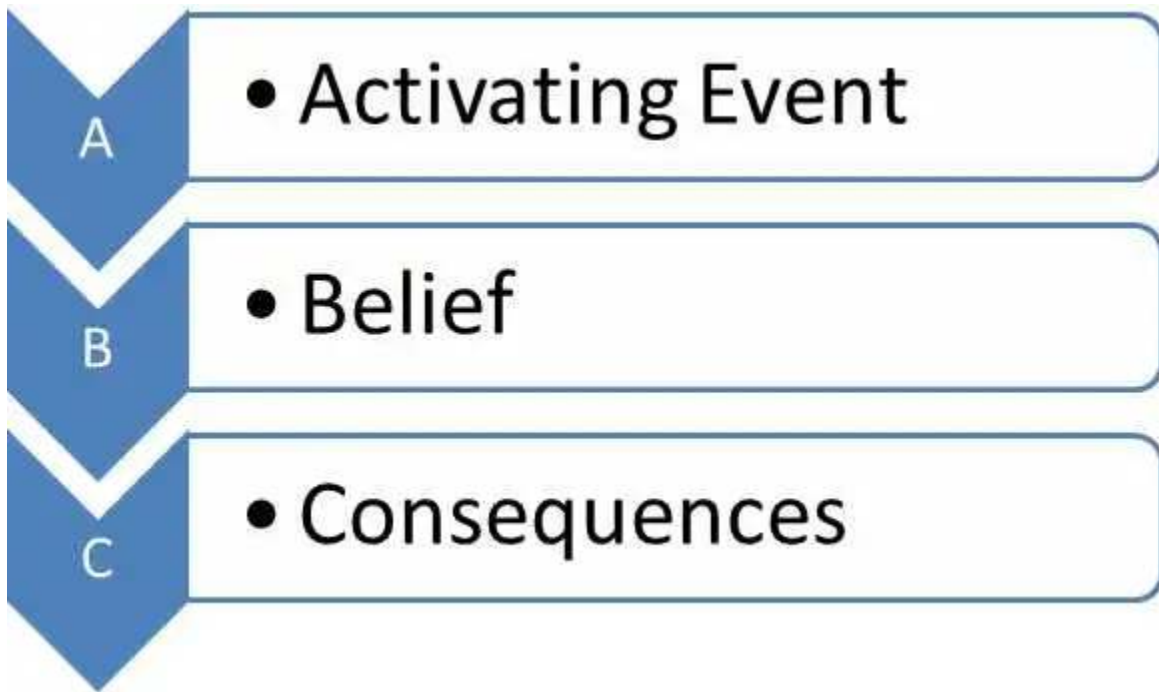 A
• Activating Event
B
• Belief
C
• Consequences